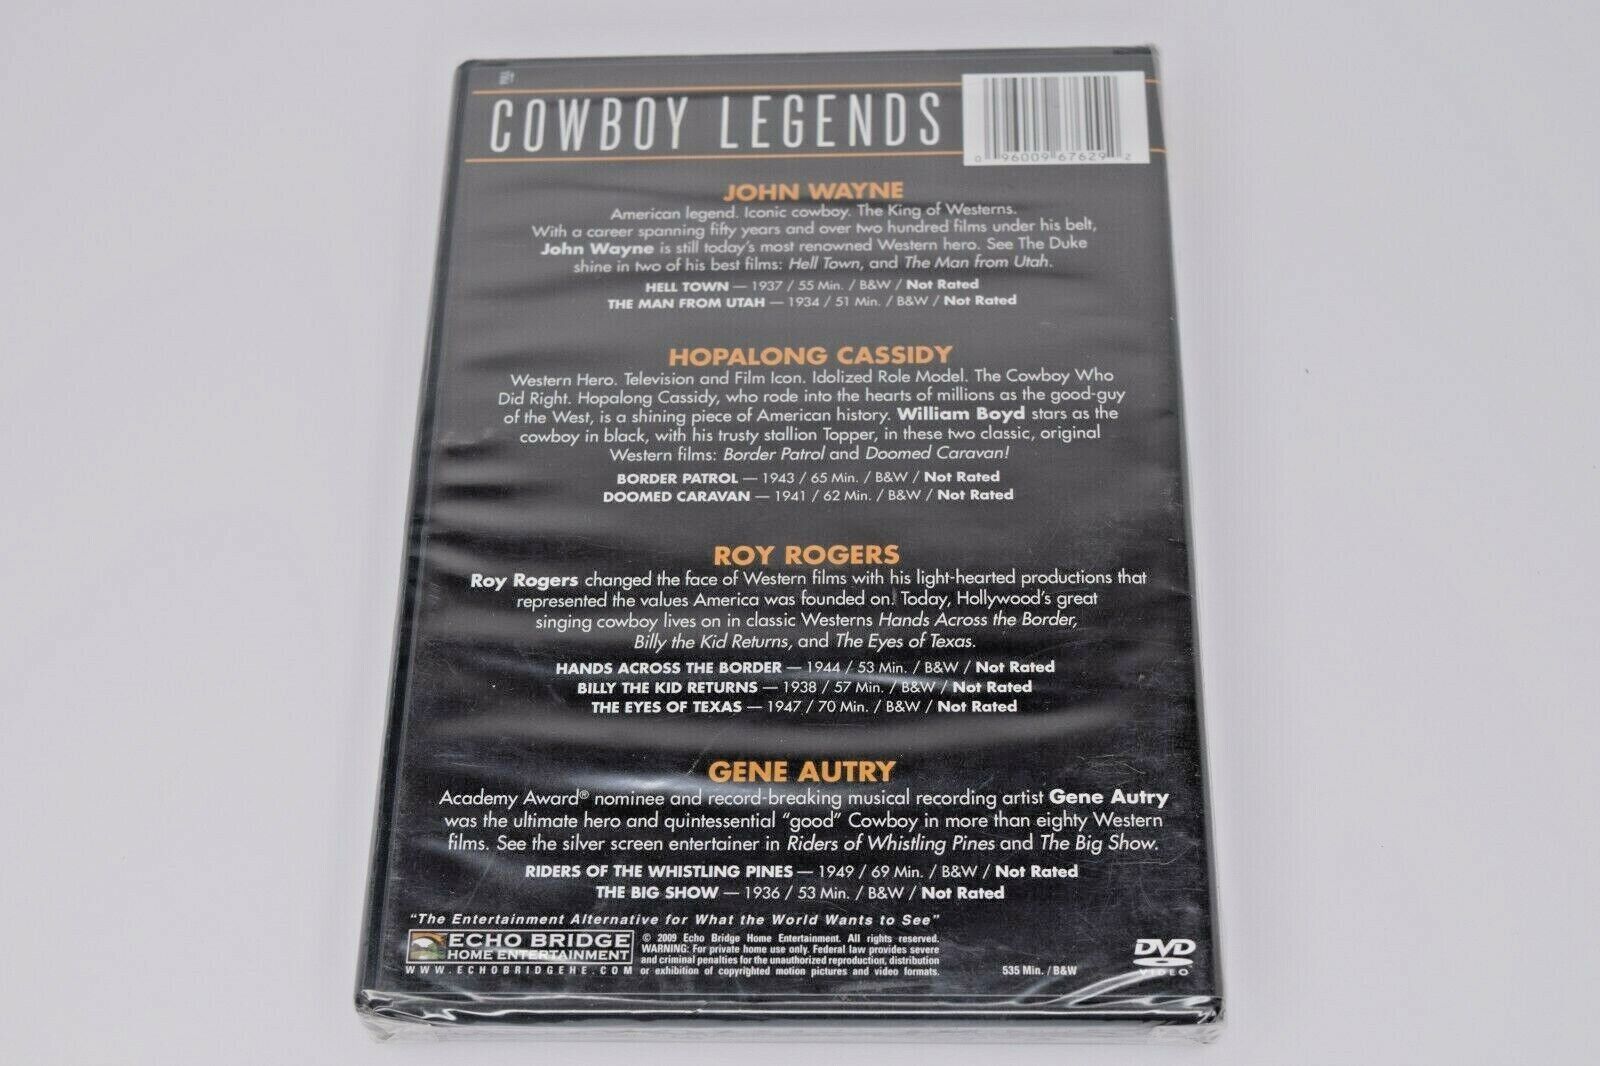 COWBOY LEGENDS
0 96009 67629 2
JOHN WAYNE
American legend. Iconic cowboy. The King of Westerns.
With a career spanning fifty years and over two hundred films under his belt,
John Wayne is still today's most renowned Western hero. See The Duke
shine in two of his best films: Hell Town, and The Man from Utah.
HELL TOWN — 1937 / 55 Min. / B&W / Not Rated
THE MAN FROM UTAH — 1934 / 51 Min. / B&W / Not Rated
HOPALONG CASSIDY
Western Hero. Television and Film Icon. Idolized Role Model. The Cowboy Who
Did Right. Hopalong Cassidy, who rode into the hearts of millions as the good-guy
of the West, is a shining piece of American history. William Boyd stars as the
cowboy in black, with his trusty stallion Topper, in these two classic, original
Western films: Border Patrol and Doomed Caravan!
BORDER PATROL — 1943 / 65 Min. / B&W / Not Rated
DOOMED CARAVAN — 1941 / 62 Min. / B&W / Not Rated
ROY ROGERS
Roy Rogers changed the face of Western films with his light-hearted productions that
represented the values America was founded on. Today, Hollywood's great
singing cowboy lives on in classic Westerns Hands Across the Border,
Billy the Kid Returns, and The Eyes of Texas.
HANDS ACROSS THE BORDER — 1944 / 53 Min. / B&W / Not Rated
BILLY THE KID RETURNS — 1938 / 57 Min. / B&W / Not Rated
THE EYES OF TEXAS — 1947 / 70 Min. / B&W / Not Rated
GENE AUTRY
Academy Award® nominee and record-breaking musical recording artist Gene Autry
was the ultimate hero and quintessential "good" Cowboy in more than eighty Western
films. See the silver screen entertainer in Riders of Whistling Pines and The Big Show.
RIDERS OF THE WHISTLING PINES — 1949 / 69 Min. / B&W / Not Rated
THE BIG SHOW — 1936 / 53 Min. / B&W / Not Rated
"The Entertainment Alternative for What the World Wants to See"
ECHO BRIDGE
HOME ENTERTAINMENT
WWW.ECHOBRIDGEHE.COM
© 2009 Echo Bridge Home Entertainment. All rights reserved.
WARNING: For private home use only. Federal law provides severe
and criminal penalties for the unauthorized reproduction, distribution
or exhibition of copyrighted motion pictures and video formats.
535 Min. / B&W
DVD
VIDEO